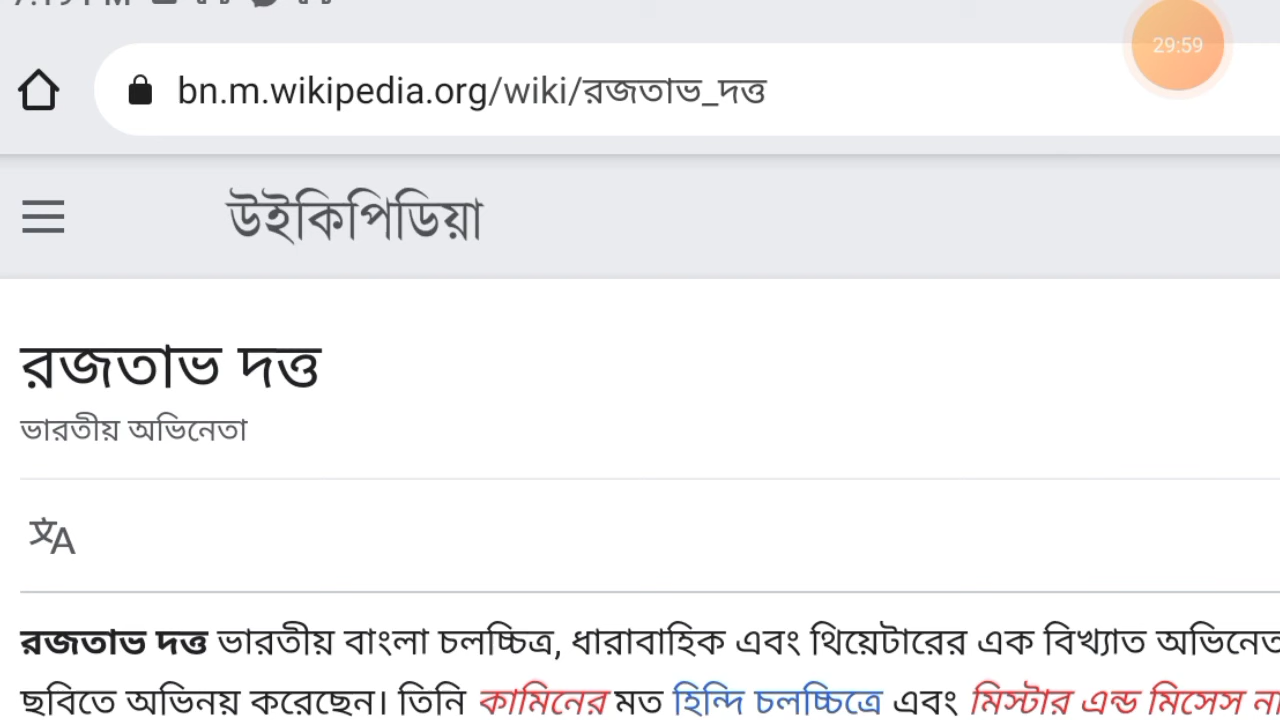 29:59
bn.m.wikipedia.org/wiki/রজতাভ_দত্ত
উইকিপিডিয়া
রজতাভ দত্ত
ভারতীয় অভিনেতা
রজতাভ দত্ত ভারতীয় বাংলা চলচ্চিত্র, ধারাবাহিক এবং থিয়েটারের এক বিখ্যাত
ছবিতে অভিনয় করেছেন। তিনি কামিনের মত হিন্দি চলচ্চিত্রে এবং মিস্টার এন্ড মিসেস